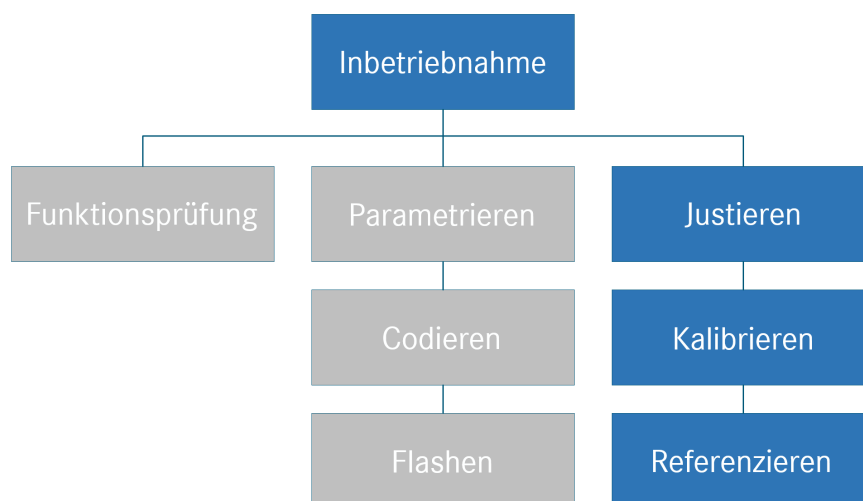 Inbetriebnahme
Funktionsprüfung
Parametrieren
Justieren
Codieren
Kalibrieren
Flashen
Referenzieren